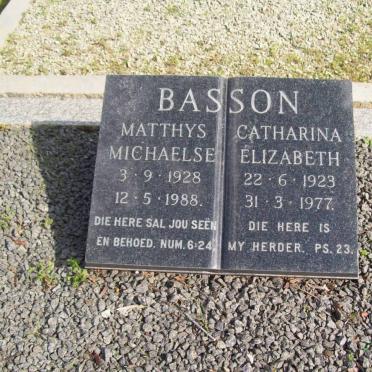 BASSON
MATTHYS
MICHAELSE
3·9·1928
12·5·1988.
DIE HERE SAL JOU SEËN
EN BEHOED. NUM. 6:24
CATHARINA
ELIZABETH
22·6·1923
31·3·1977.
DIE HERE IS
MY HERDER. PS. 23.